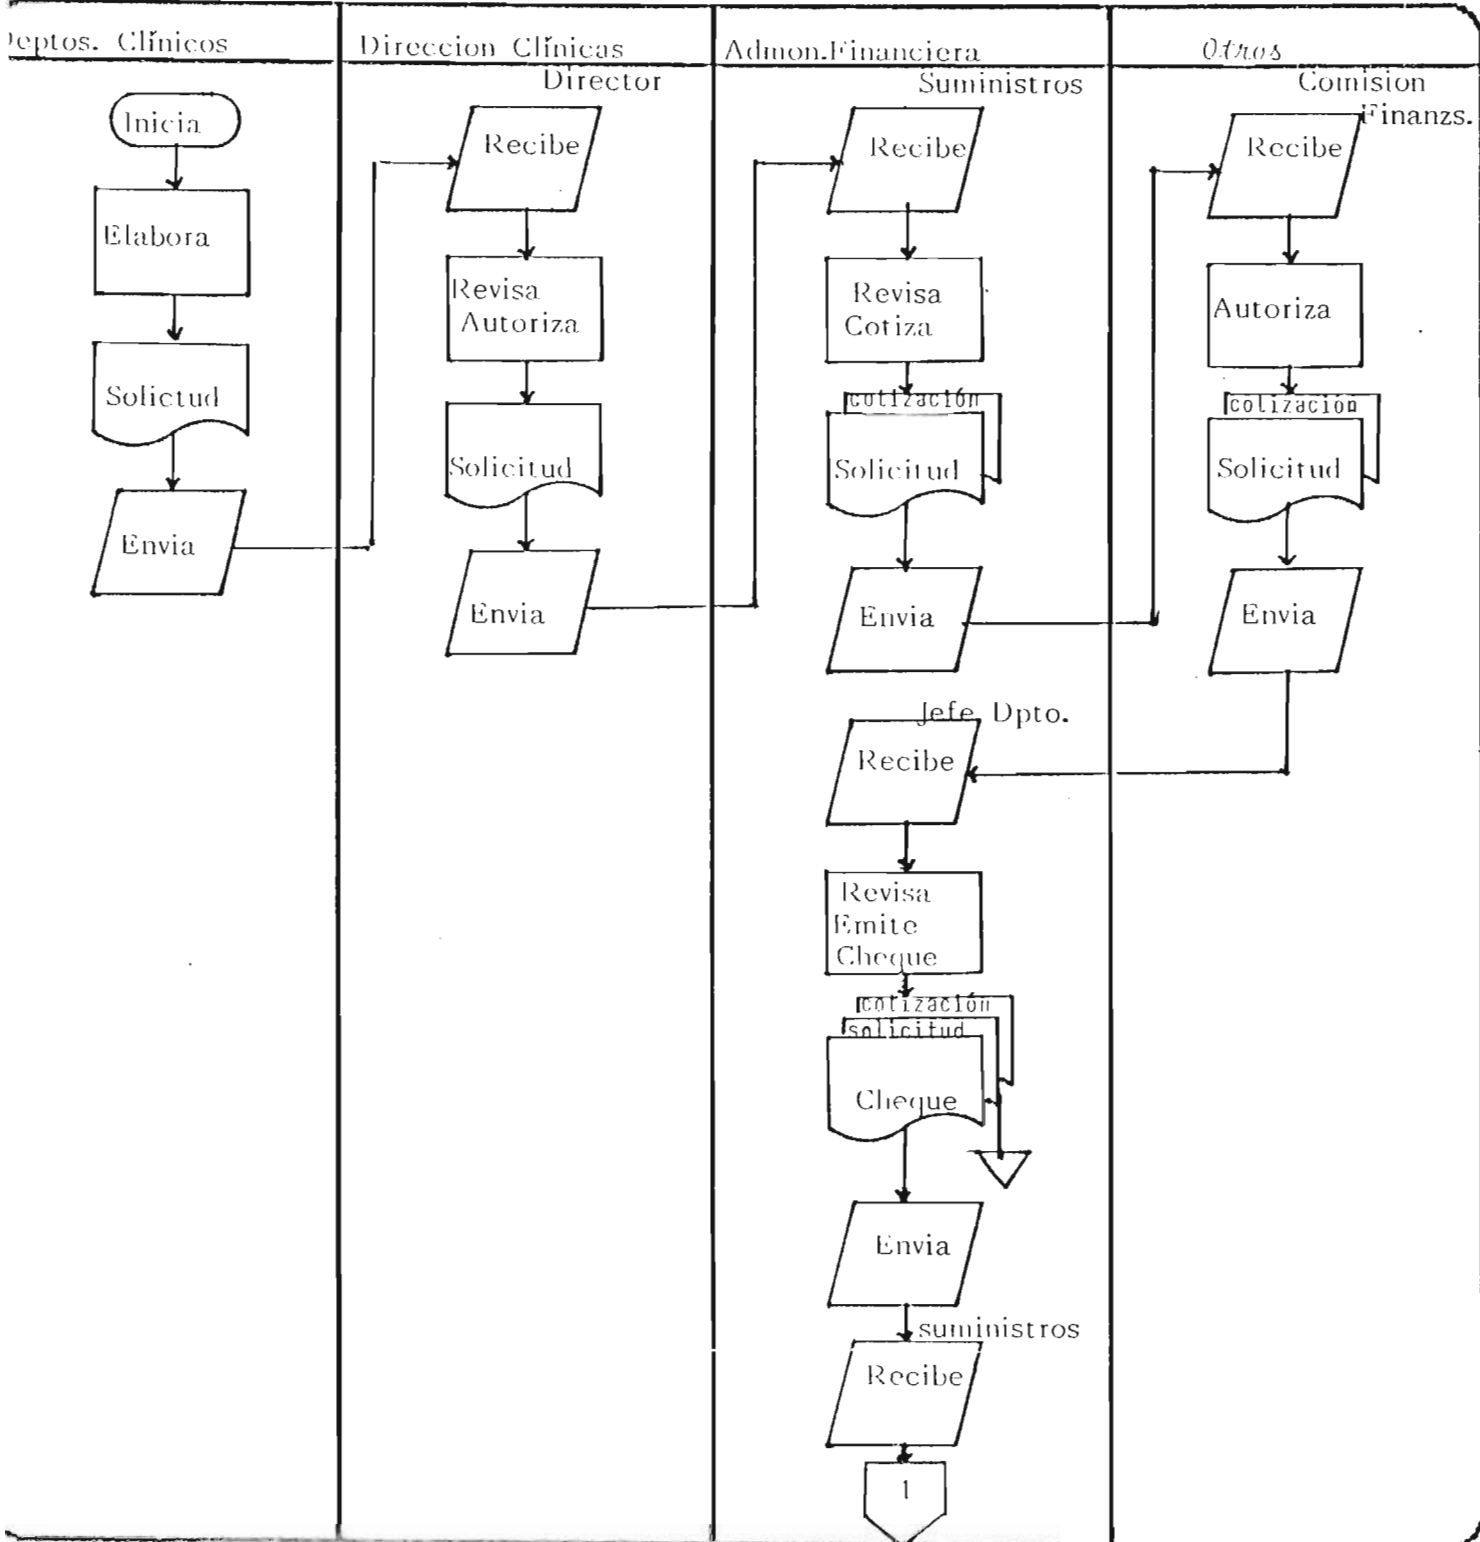 Deptos. Clínicos
Direccion Clínicas
Admon.Financiera
Otros
Director
Suministros
Comision
Finanzs.
Inicia
Elabora
Solictud
Envia
Recibe
Revisa
Autoriza
Solicitud
Envia
Recibe
Revisa
Cotiza
cotización
Solicitud
Envia
Recibe
Autoriza
cotización
Solicitud
Envia
Jefe Dpto.
Recibe
Revisa
Emite
Cheque
cotización
solicitud
Cheque
Envia
suministros
Recibe
1